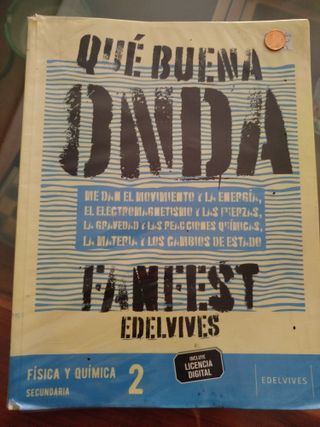 QUÉ BUENA
ONDA
ME DAN EL MOVIMIENTO Y LA ENERGÍA,
EL ELECTROMAGNETISMO Y LAS FUERZAS,
LA GRAVEDAD Y LAS REACCIONES QUÍMICAS,
LA MATERIA Y LOS CAMBIOS DE ESTADO
FANFEST
EDELVIVES
INCLUYE
LICENCIA
DIGITAL
FÍSICA Y QUÍMICA 2
SECUNDARIA
EDELVIVES